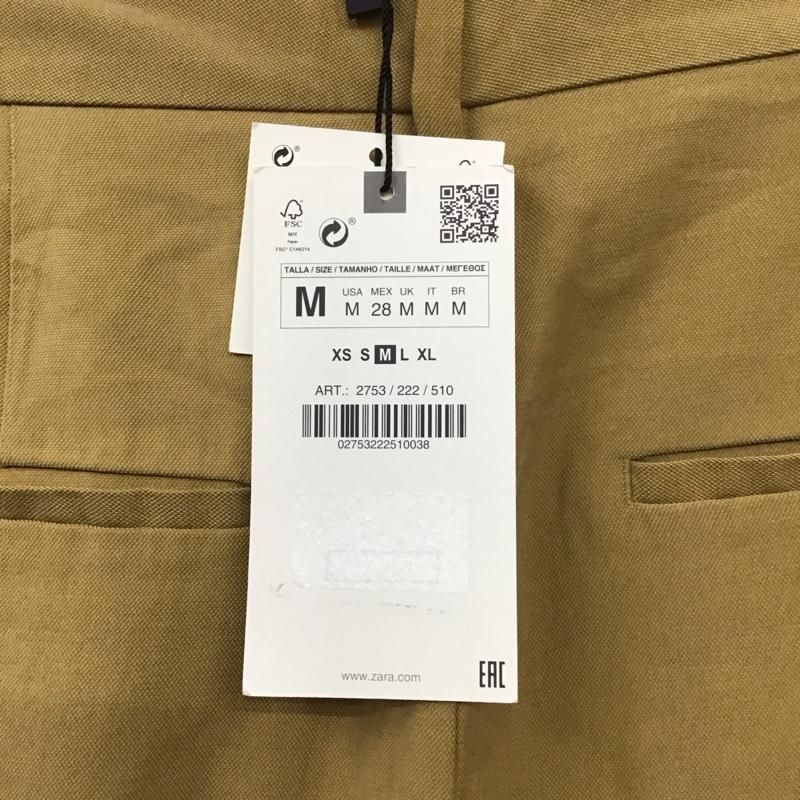 ®
®
FSC
MIX
Paper
FSC® C146214
TALLA / SIZE / TAMANHO / TAILLE / MAAT / ΜΕΓΕΘΟΣ
M
USA MEX UK IT BR
M 28 M M M
XS S M L XL
ART.: 2753 / 222 / 510
02753222510038
www.zara.com
EAC